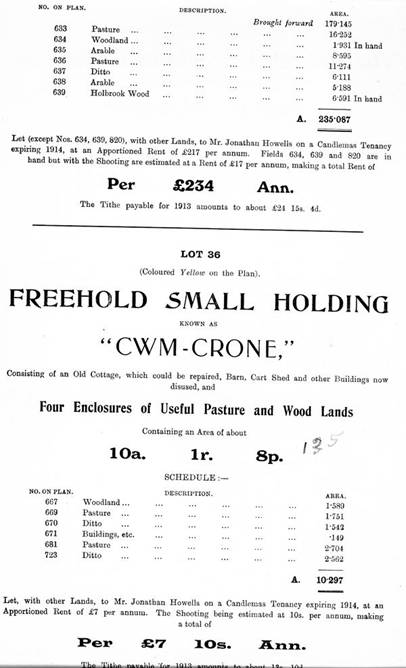 NO. ON PLAN. DESCRIPTION. AREA.
Brought forward 179·145
633 Pasture ... ... ... ... ... ... 16·252
634 Woodland ... ... ... ... ... ... 1·931 In hand
635 Arable ... ... ... ... ... ... 8·595
636 Pasture ... ... ... ... ... ... 11·274
637 Ditto ... ... ... ... ... ... 6·111
638 Arable ... ... ... ... ... ... 5·188
639 Holbrook Wood ... ... ... ... ... 6·591 In hand
A. 235·087
Let (except Nos. 634, 639, 820), with other Lands, to Mr. Jonathan Howells on a Candlemas Tenancy
expiring 1914, at an Apportioned Rent of £217 per annum. Fields 634, 639 and 820 are in
hand but with the Shooting are estimated at a Rent of £17 per annum, making a total Rent of
Per £234 Ann.
The Tithe payable for 1913 amounts to about £24 15s. 4d.
LOT 36
(Coloured Yellow on the Plan).
FREEHOLD SMALL HOLDING
KNOWN AS
"CWM-CRONE,"
Consisting of an Old Cottage, which could be repaired, Barn, Cart Shed and other Buildings now
disused, and
Four Enclosures of Useful Pasture and Wood Lands
Containing an Area of about
10a. 1r. 8p. 135
SCHEDULE :—
NO. ON PLAN. DESCRIPTION. AREA.
667 Woodland ... ... ... ... ... ... 1·589
669 Pasture ... ... ... ... ... ... 1·751
670 Ditto ... ... ... ... ... ... 1·542
671 Buildings, etc. ... ... ... ... ... ·149
681 Pasture ... ... ... ... ... ... 2·704
723 Ditto ... ... ... ... ... ... 2·562
A. 10·297
Let, with other Lands, to Mr. Jonathan Howells on a Candlemas Tenancy expiring 1914, at an
Apportioned Rent of £7 per annum. The Shooting being estimated at 10s. per annum, making
a total of
Per £7 10s. Ann.
The Tithe payable for 1913 amounts to about